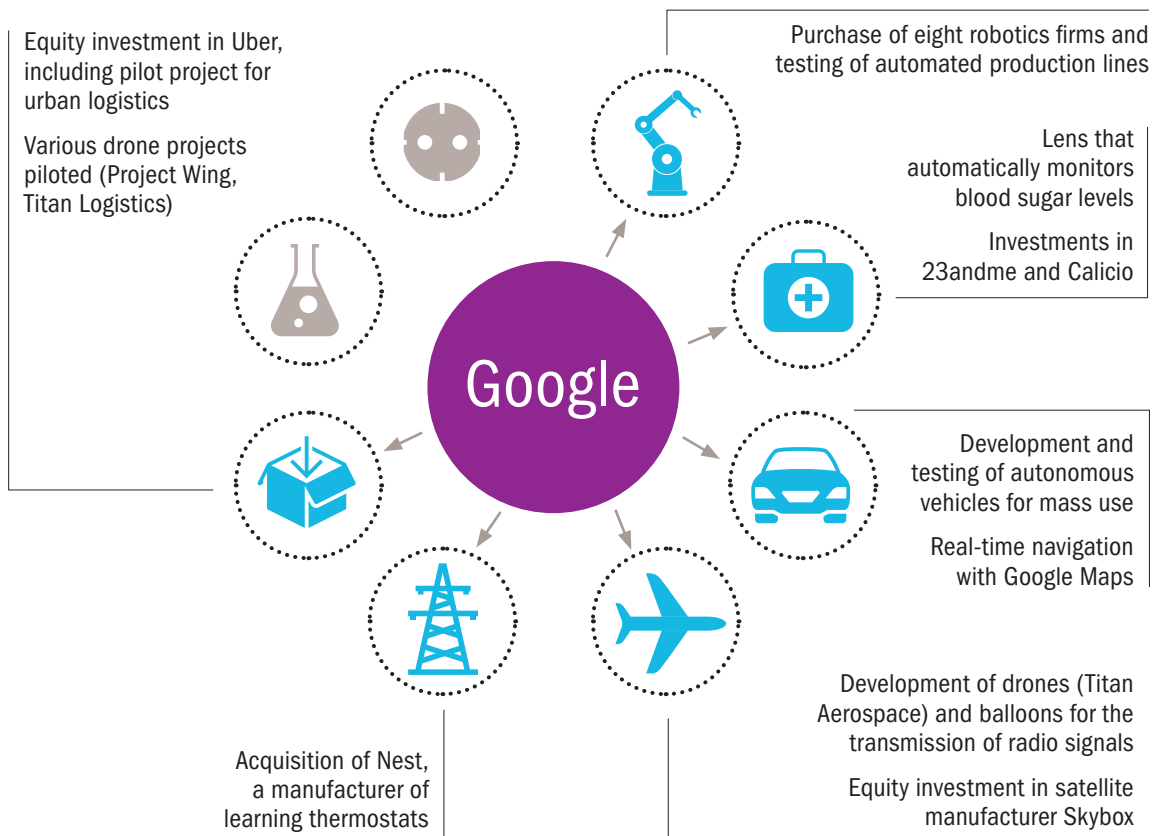 Equity investment in Uber,
including pilot project for
urban logistics
Various drone projects
piloted (Project Wing,
Titan Logistics)
Purchase of eight robotics firms and
testing of automated production lines
Lens that
automatically monitors
blood sugar levels
Investments in
23andme and Calicio
Google
Development and
testing of autonomous
vehicles for mass use
Real-time navigation
with Google Maps
Development of drones (Titan
Aerospace) and balloons for the
transmission of radio signals
Equity investment in satellite
manufacturer Skybox
Acquisition of Nest,
a manufacturer of
learning thermostats